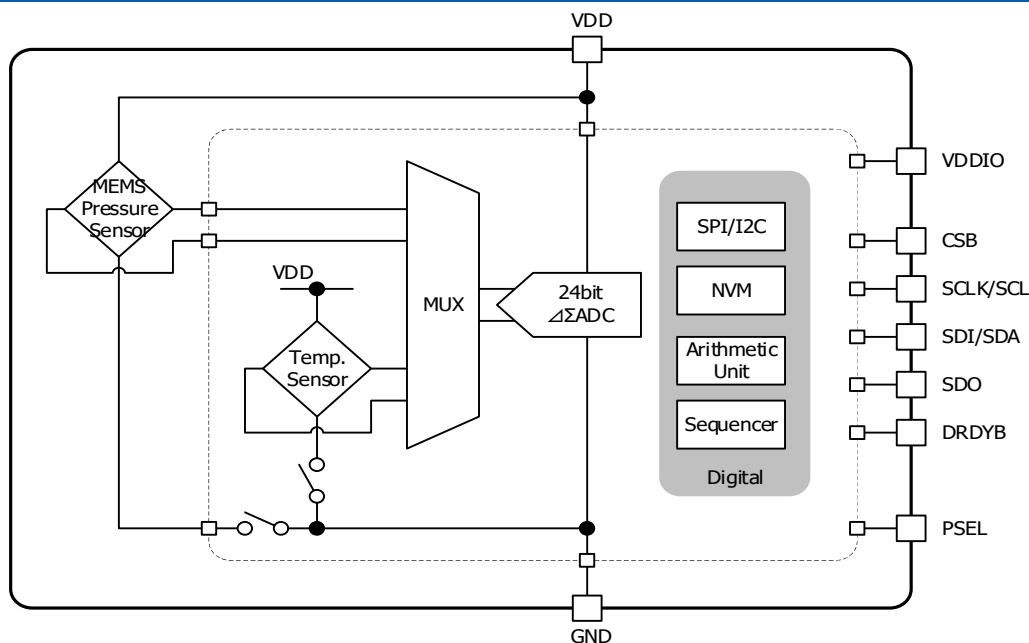 VDD
MEMS
Pressure
Sensor
VDD
Temp.
Sensor
MUX
24bit
⊿ΣADC
SPI/I2C
NVM
Arithmetic
Unit
Sequencer
Digital
VDDIO
CSB
SCLK/SCL
SDI/SDA
SDO
DRDYB
PSEL
GND